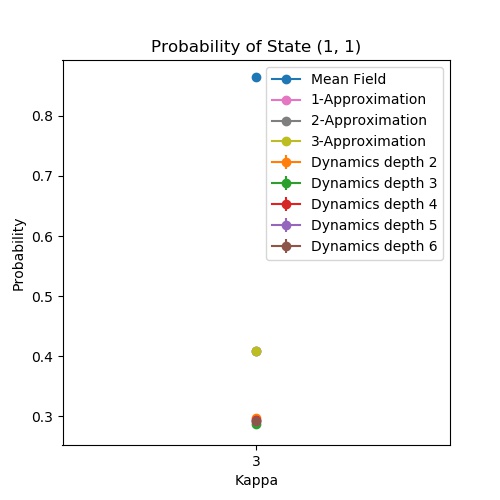 Probability of State (1, 1)
Mean Field
1-Approximation
2-Approximation
3-Approximation
Dynamics depth 2
Dynamics depth 3
Dynamics depth 4
Dynamics depth 5
Dynamics depth 6
Probability
0.8
0.7
0.6
0.5
0.4
0.3
3
Kappa